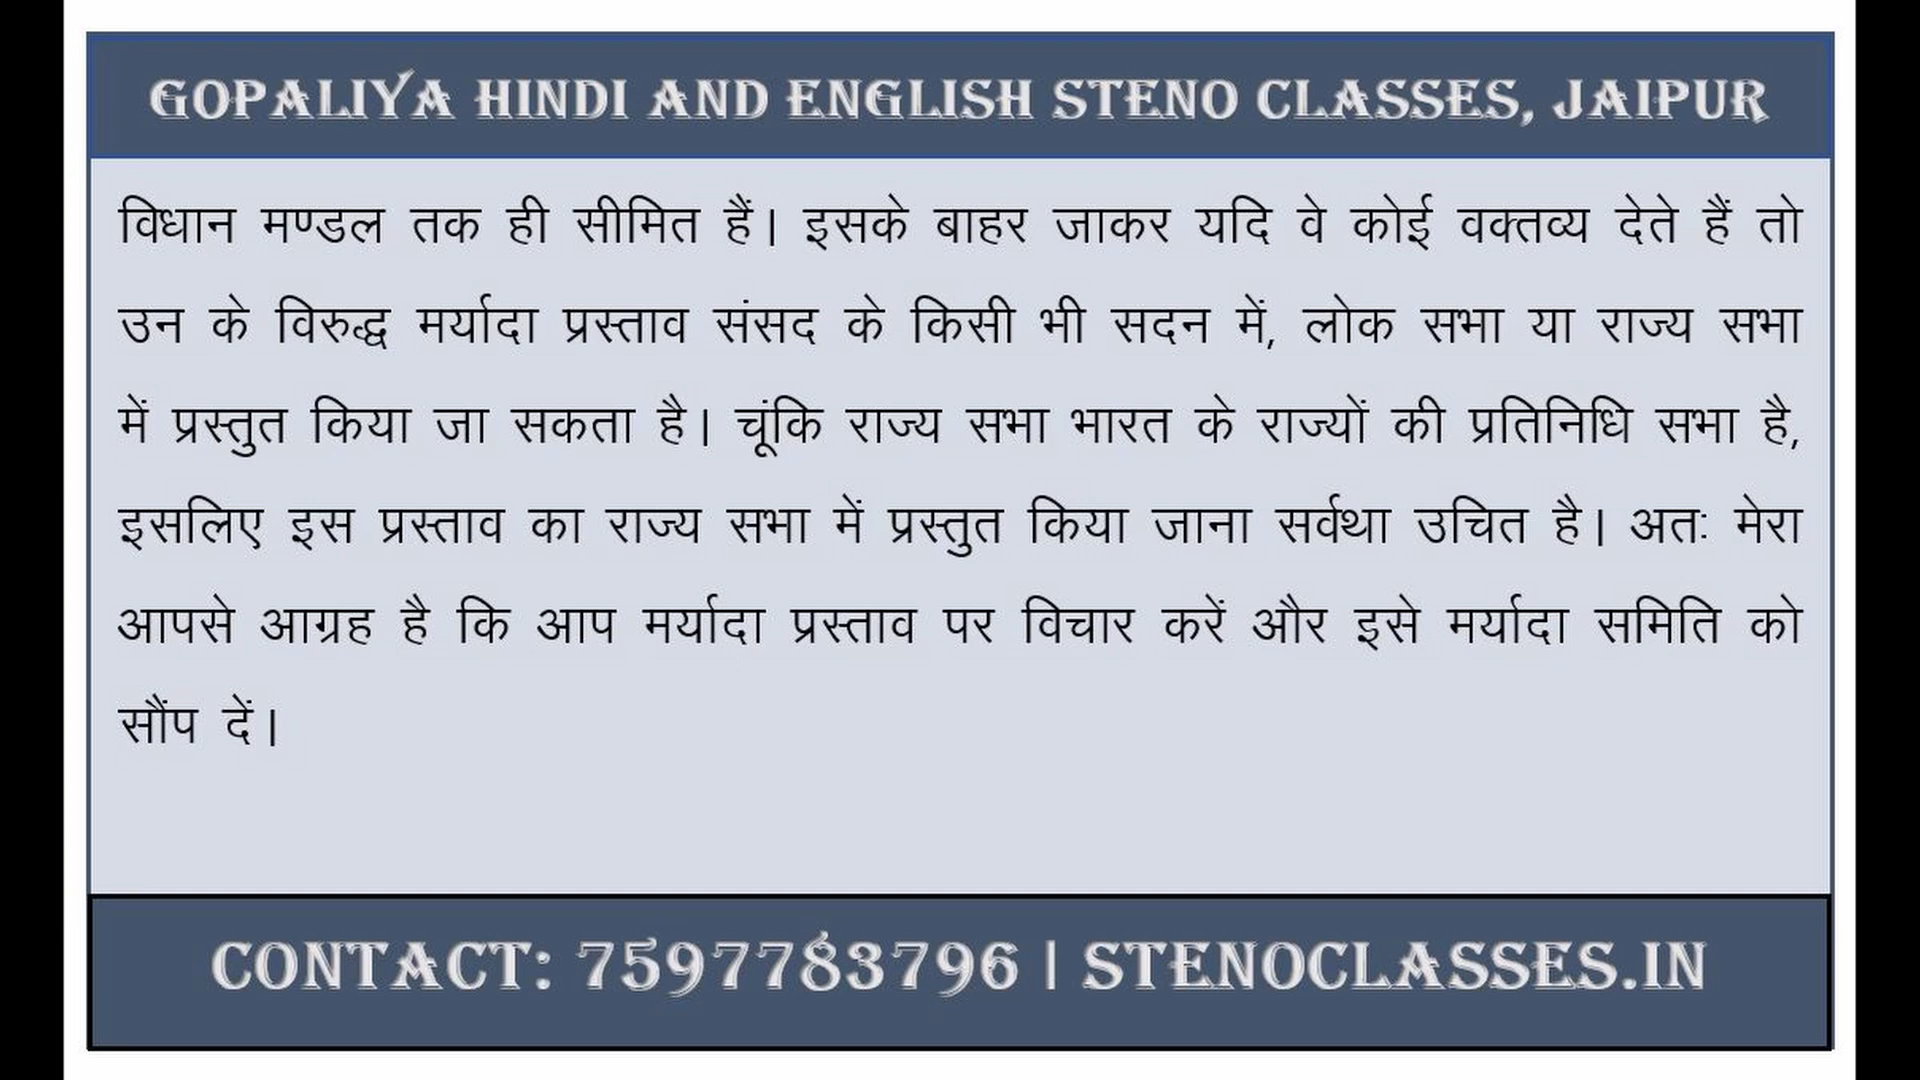 GOPALIYA HINDI AND ENGLISH STENO CLASSES, JAIPUR
विधान मण्डल तक ही सीमित हैं। इसके बाहर जाकर यदि वे कोई वक्तव्य देते हैं तो
उन के विरुद्ध मर्यादा प्रस्ताव संसद के किसी भी सदन में, लोक सभा या राज्य सभा
में प्रस्तुत किया जा सकता है। चूंकि राज्य सभा भारत के राज्यों की प्रतिनिधि सभा है,
इसलिए इस प्रस्ताव का राज्य सभा में प्रस्तुत किया जाना सर्वथा उचित है। अतः मेरा
आपसे आग्रह है कि आप मर्यादा प्रस्ताव पर विचार करें और इसे मर्यादा समिति को
सौंप दें।
CONTACT: 7597783796 | STENOCLASSES.IN